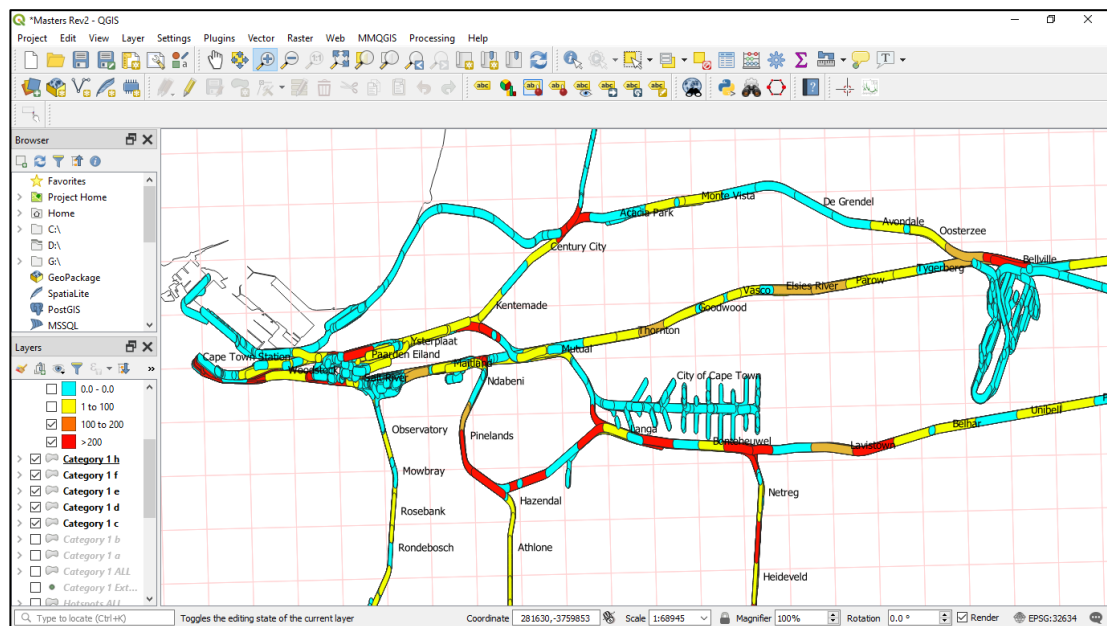 *Masters Rev2 - QGIS
Project Edit View Layer Settings Plugins Vector Raster Web MMQGIS Processing Help
Browser
Favorites
Project Home
Home
C:\
D:\
G:\
GeoPackage
SpatiaLite
PostGIS
MSSQL
Layers
0.0 - 0.0
1 to 100
100 to 200
>200
Category 1 h
Category 1 f
Category 1 e
Category 1 d
Category 1 c
Category 1 b
Category 1 a
Category 1 ALL
Category 1 Ext...
Hotspots ALL
Monte Vista
Acacia Park
De Grendel
Avondale
Oosterzee
Century City
Bellville
Tygerberg
Parow
Elsies River
Vasco
Goodwood
Kentemade
Thornton
Ysterplaat
Mutual
Cape Town Station
Paarden Eiland
Maitland
Woodstock
Salt River
Ndabeni
City of Cape Town
Observatory
Pinelands
Langa
Bonteheuwel
Lavistown
Belhar
Unibell
Mowbray
Hazendal
Netreg
Rosebank
Rondebosch
Athlone
Heideveld
Type to locate (Ctrl+K) Toggles the editing state of the current layer Coordinate 281630,-3759853 Scale 1:68945 Magnifier 100% Rotation 0.0 ° Render EPSG:32634